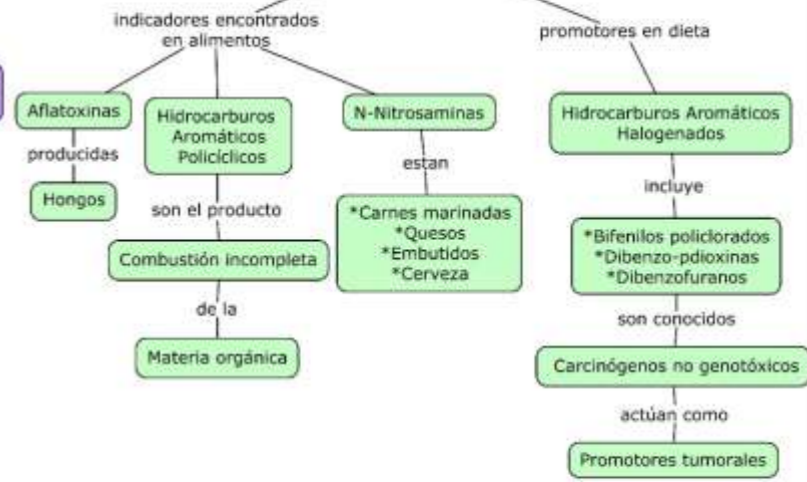 indicadores encontrados
en alimentos
promotores en dieta
Aflatoxinas
Hidrocarburos
Aromáticos
Policíclicos
N-Nitrosaminas
Hidrocarburos Aromáticos
Halogenados
producidas
estan
incluye
Hongos
son el producto
*Carnes marinadas
*Quesos
*Embutidos
*Cerveza
*Bifenilos policlorados
*Dibenzo-pdioxinas
*Dibenzofuranos
Combustión incompleta
de la
son conocidos
Materia orgánica
Carcinógenos no genotóxicos
actúan como
Promotores tumorales